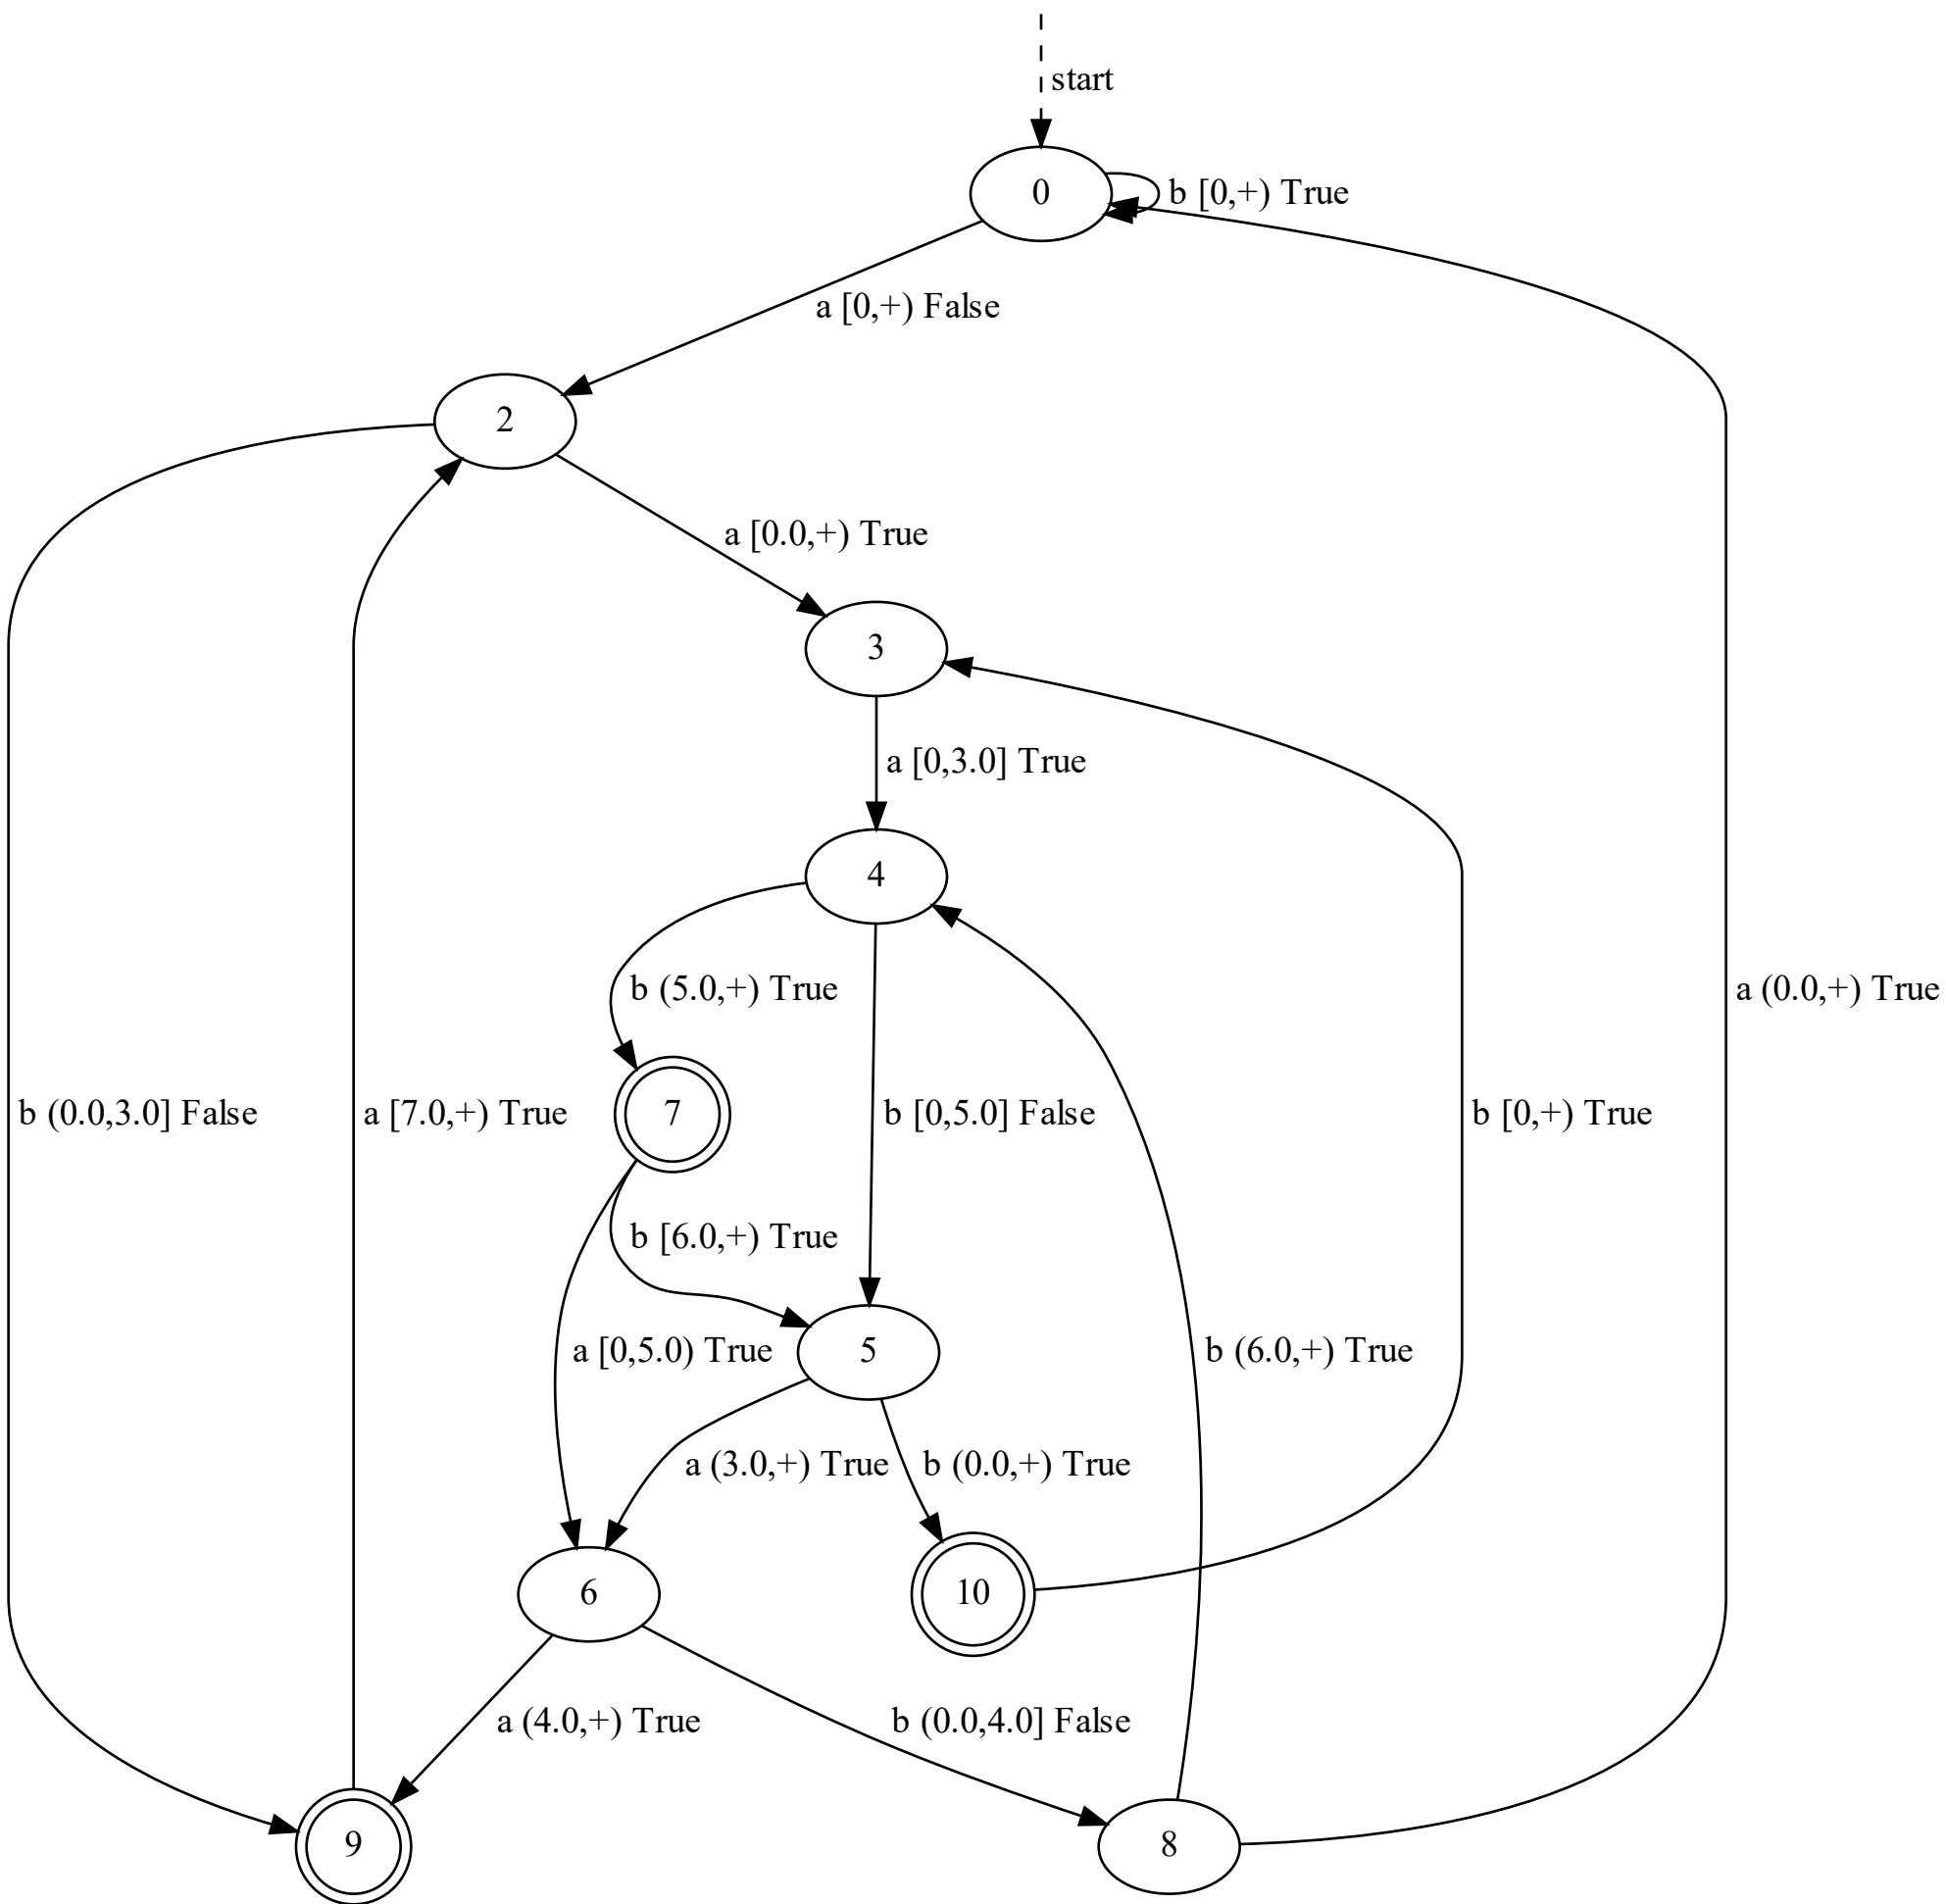 start
0
b [0,+) True
a [0,+) False
2
a [0.0,+) True
3
a [0,3.0] True
4
b (5.0,+) True
a (0.0,+) True
b (0.0,3.0] False
a [7.0,+) True
7
b [0,5.0] False
b [0,+) True
b [6.0,+) True
a [0,5.0) True
5
b (6.0,+) True
a (3.0,+) True
b (0.0,+) True
6
10
a (4.0,+) True
b (0.0,4.0] False
9
8